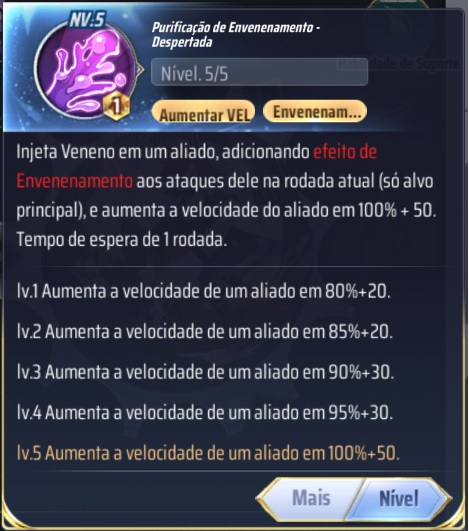 NV.5
Purificação de Envenenamento -
Despertada
1
Nível. 5/5
Aumentar VEL
Envenenam...
Injeta Veneno em um aliado, adicionando efeito de
Envenenamento aos ataques dele na rodada atual (só alvo
principal), e aumenta a velocidade do aliado em 100% + 50.
Tempo de espera de 1 rodada.
lv.1 Aumenta a velocidade de um aliado em 80%+20.
lv.2 Aumenta a velocidade de um aliado em 85%+20.
lv.3 Aumenta a velocidade de um aliado em 90%+30.
lv.4 Aumenta a velocidade de um aliado em 95%+30.
lv.5 Aumenta a velocidade de um aliado em 100%+50.
Mais
Nível